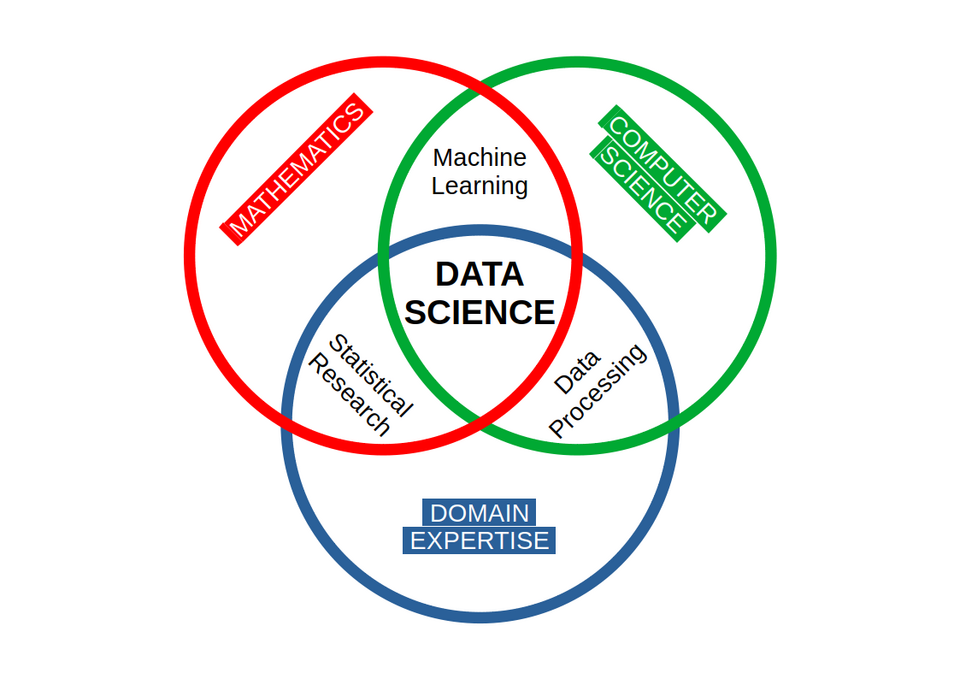 MATHEMATICS
COMPUTER
SCIENCE
Machine
Learning
DATA
SCIENCE
Statistical
Research
Data
Processing
DOMAIN
EXPERTISE